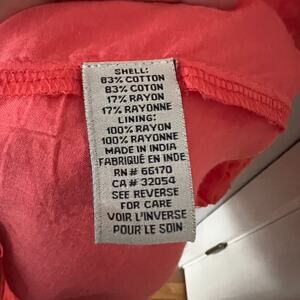 SHELL:
83% COTTON
83% COTON
17% RAYON
17% RAYONNE
LINING:
100% RAYON
100% RAYONNE
MADE IN INDIA
FABRIQUÉ EN INDE
RN# 66170
CA# 32054
SEE REVERSE
FOR CARE
VOIR L'INVERSE
POUR LE SOIN